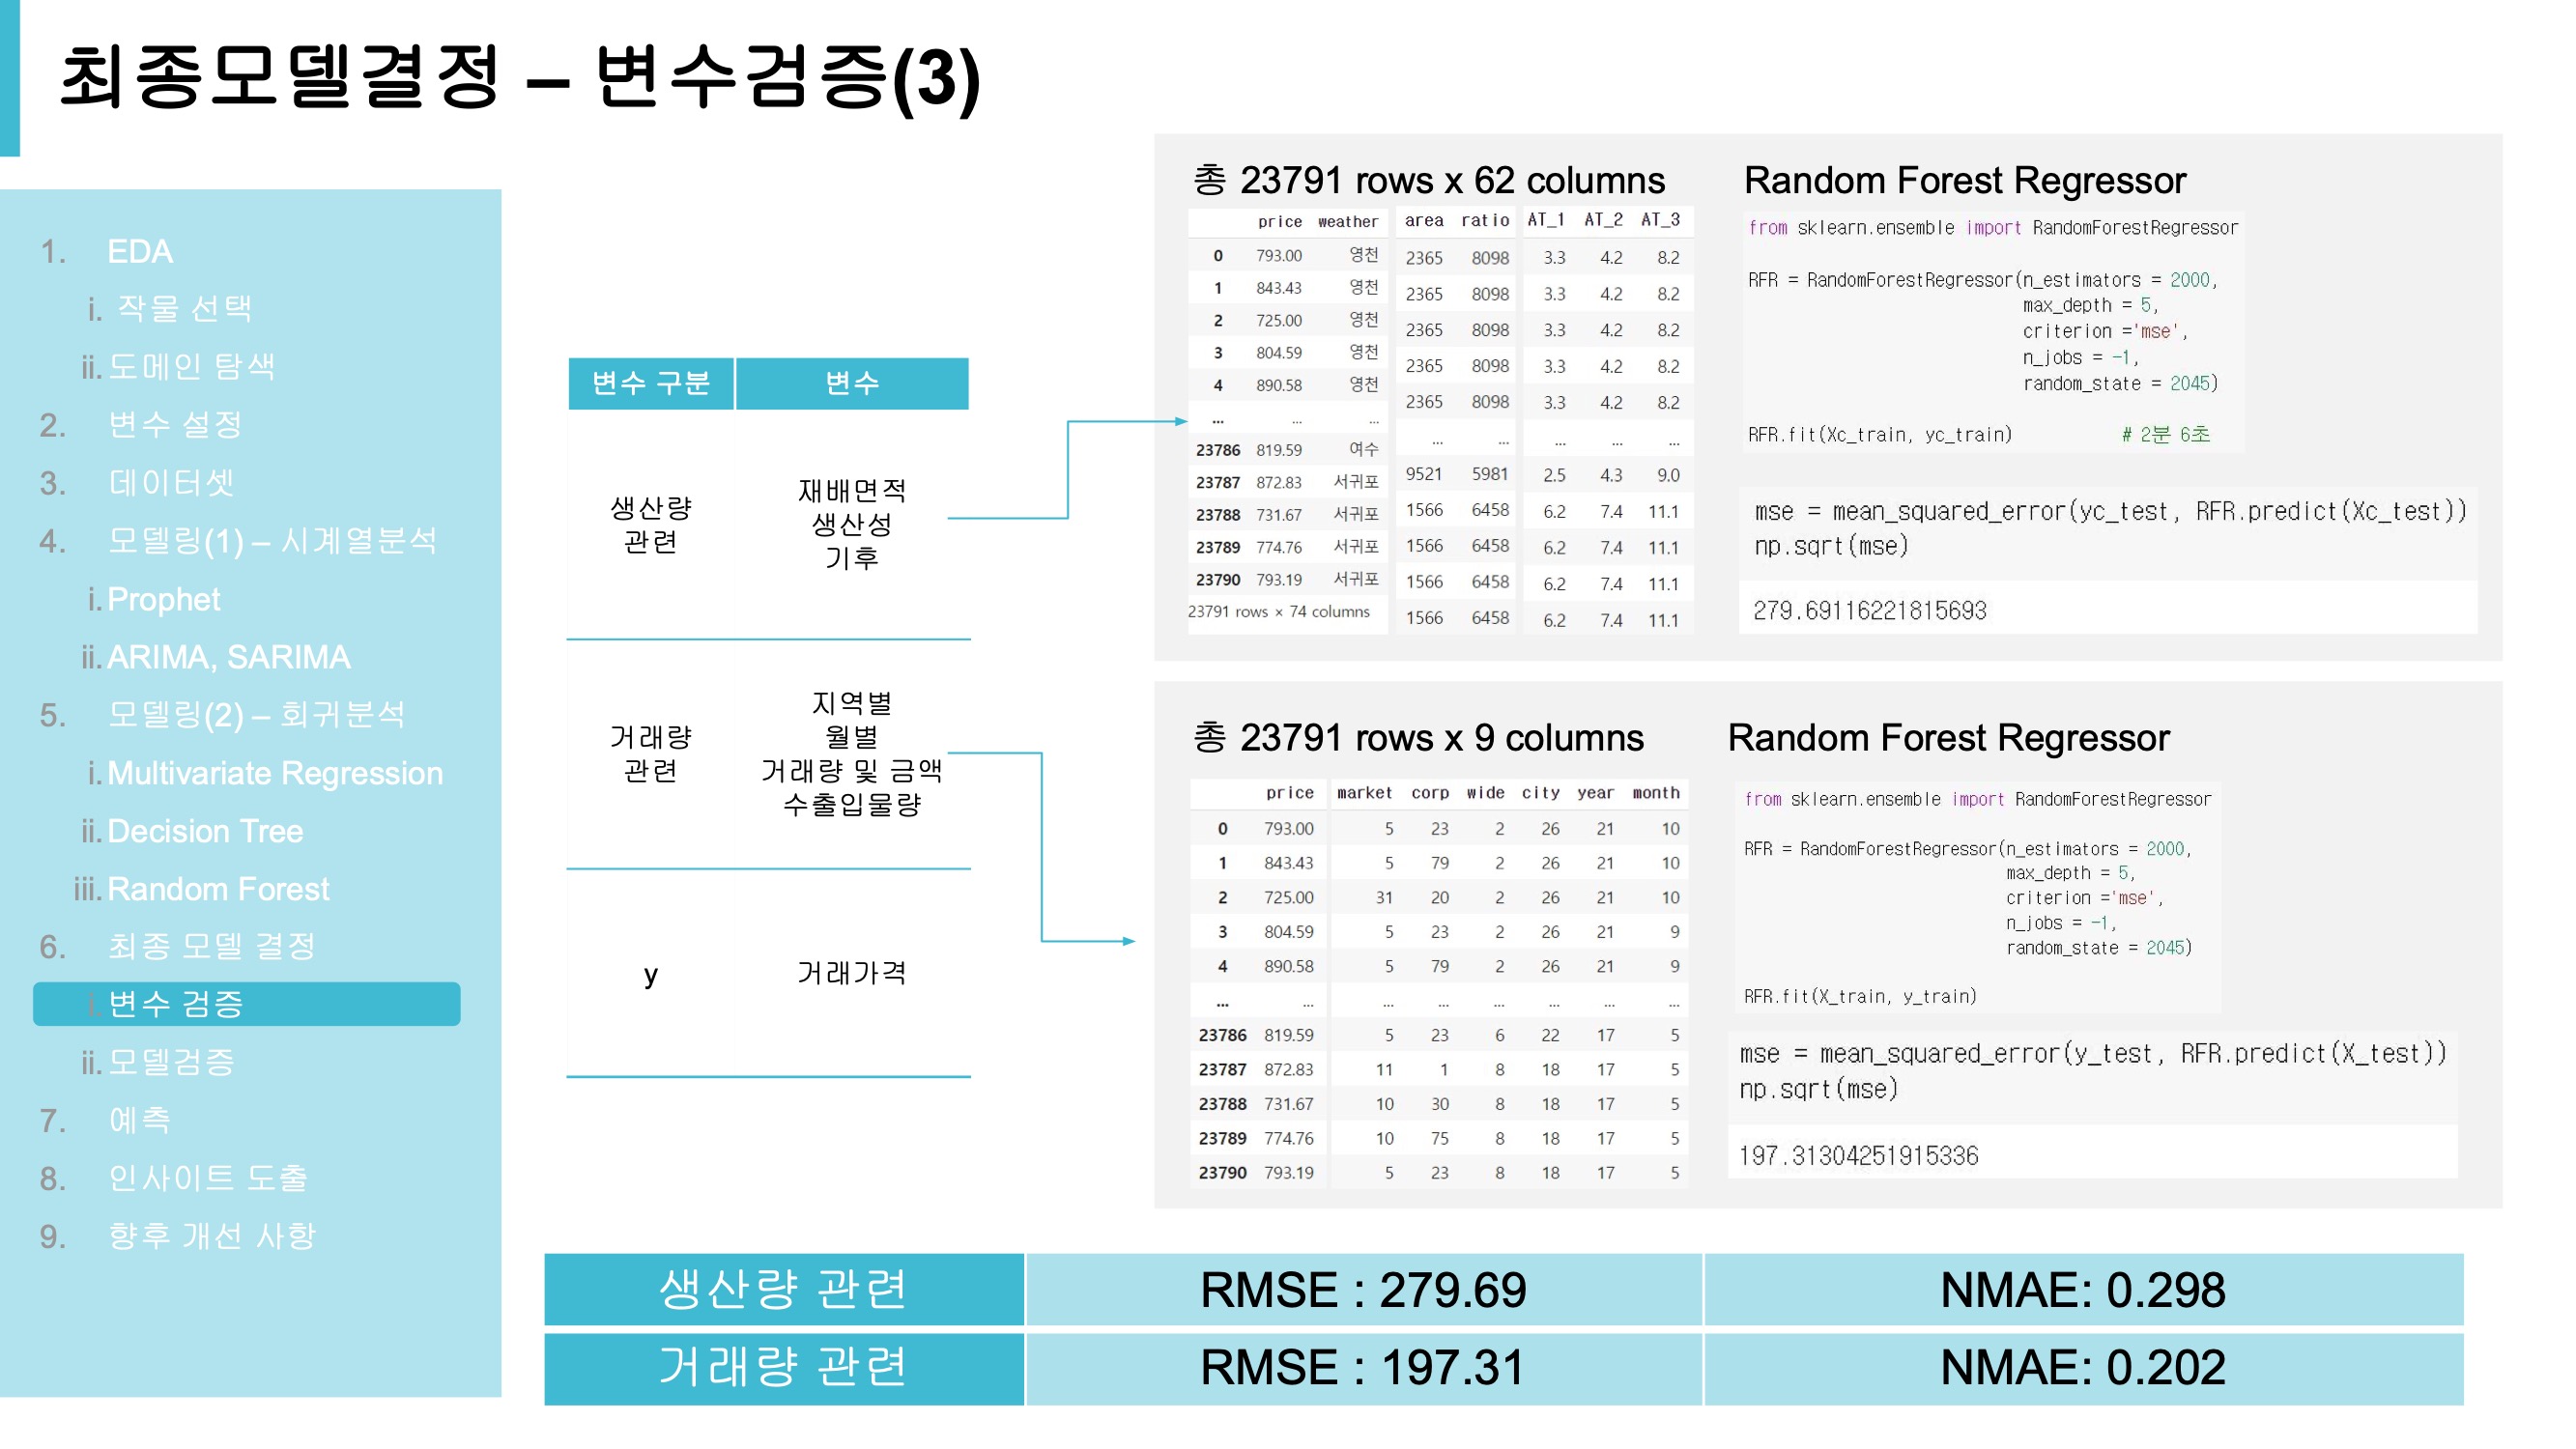 최종모델결정 – 변수검증(3)
1. EDA
i. 작물 선택
ii. 도메인 탐색
2. 변수 설정
3. 데이터셋
4. 모델링(1) – 시계열분석
i. Prophet
ii. ARIMA, SARIMA
5. 모델링(2) – 회귀분석
i. Multivariate Regression
ii. Decision Tree
iii. Random Forest
6. 최종 모델 결정
i. 변수 검증
ii. 모델검증
7. 예측
8. 인사이트 도출
9. 향후 개선 사항
변수 구분 변수
생산량
관련
재배면적
생산성
기후
거래량
관련
지역별
월별
거래량 및 금액
수출입물량
y 거래가격
총 23791 rows x 62 columns
price weather area ratio AT_1 AT_2 AT_3
0 793.00 영천 2365 8098 3.3 4.2 8.2
1 843.43 영천 2365 8098 3.3 4.2 8.2
2 725.00 영천 2365 8098 3.3 4.2 8.2
3 804.59 영천 2365 8098 3.3 4.2 8.2
4 890.58 영천 2365 8098 3.3 4.2 8.2
... ... ... ... ... ... ... ...
23786 819.59 여수 9521 5981 2.5 4.3 9.0
23787 872.83 서귀포 1566 6458 6.2 7.4 11.1
23788 731.67 서귀포 1566 6458 6.2 7.4 11.1
23789 774.76 서귀포 1566 6458 6.2 7.4 11.1
23790 793.19 서귀포 1566 6458 6.2 7.4 11.1
23791 rows × 74 columns
Random Forest Regressor
from sklearn.ensemble import RandomForestRegressor
RFR = RandomForestRegressor(n_estimators = 2000,
max_depth = 5,
criterion ='mse',
n_jobs = -1,
random_state = 2045)
RFR.fit(Xc_train, yc_train) # 2분 6초
mse = mean_squared_error(yc_test, RFR.predict(Xc_test))
np.sqrt(mse)
279.69116221815693
총 23791 rows x 9 columns
price market corp wide city year month
0 793.00 5 23 2 26 21 10
1 843.43 5 79 2 26 21 10
2 725.00 31 20 2 26 21 10
3 804.59 5 23 2 26 21 9
4 890.58 5 79 2 26 21 9
... ... ... ... ... ... ... ...
23786 819.59 5 23 6 22 17 5
23787 872.83 11 1 8 18 17 5
23788 731.67 10 30 8 18 17 5
23789 774.76 10 75 8 18 17 5
23790 793.19 5 23 8 18 17 5
Random Forest Regressor
from sklearn.ensemble import RandomForestRegressor
RFR = RandomForestRegressor(n_estimators = 2000,
max_depth = 5,
criterion ='mse',
n_jobs = -1,
random_state = 2045)
RFR.fit(X_train, y_train)
mse = mean_squared_error(y_test, RFR.predict(X_test))
np.sqrt(mse)
197.31304251915336
생산량 관련 RMSE : 279.69 NMAE: 0.298
거래량 관련 RMSE : 197.31 NMAE: 0.202